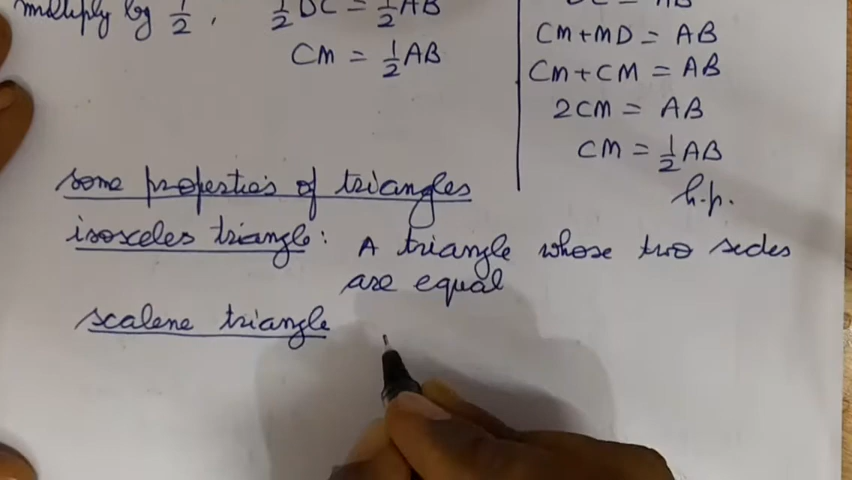 multiply by 1/2, 1/2 DC = 1/2 AB
CM = 1/2 AB
CM + MD = AB
CM + CM = AB
2CM = AB
CM = 1/2 AB
h.p.
some properties of triangles
isosceles triangle: A triangle whose two sides
are equal
scalene triangle